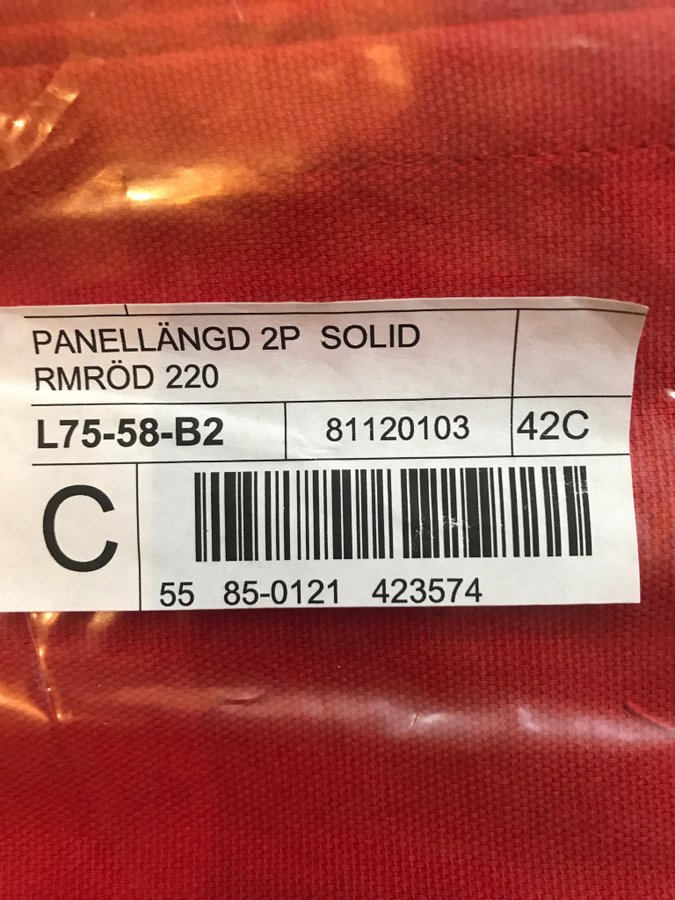 PANELLÄNGD 2P SOLID
RMRÖD 220
L75-58-B2 81120103 42C
C
55 85-0121 423574